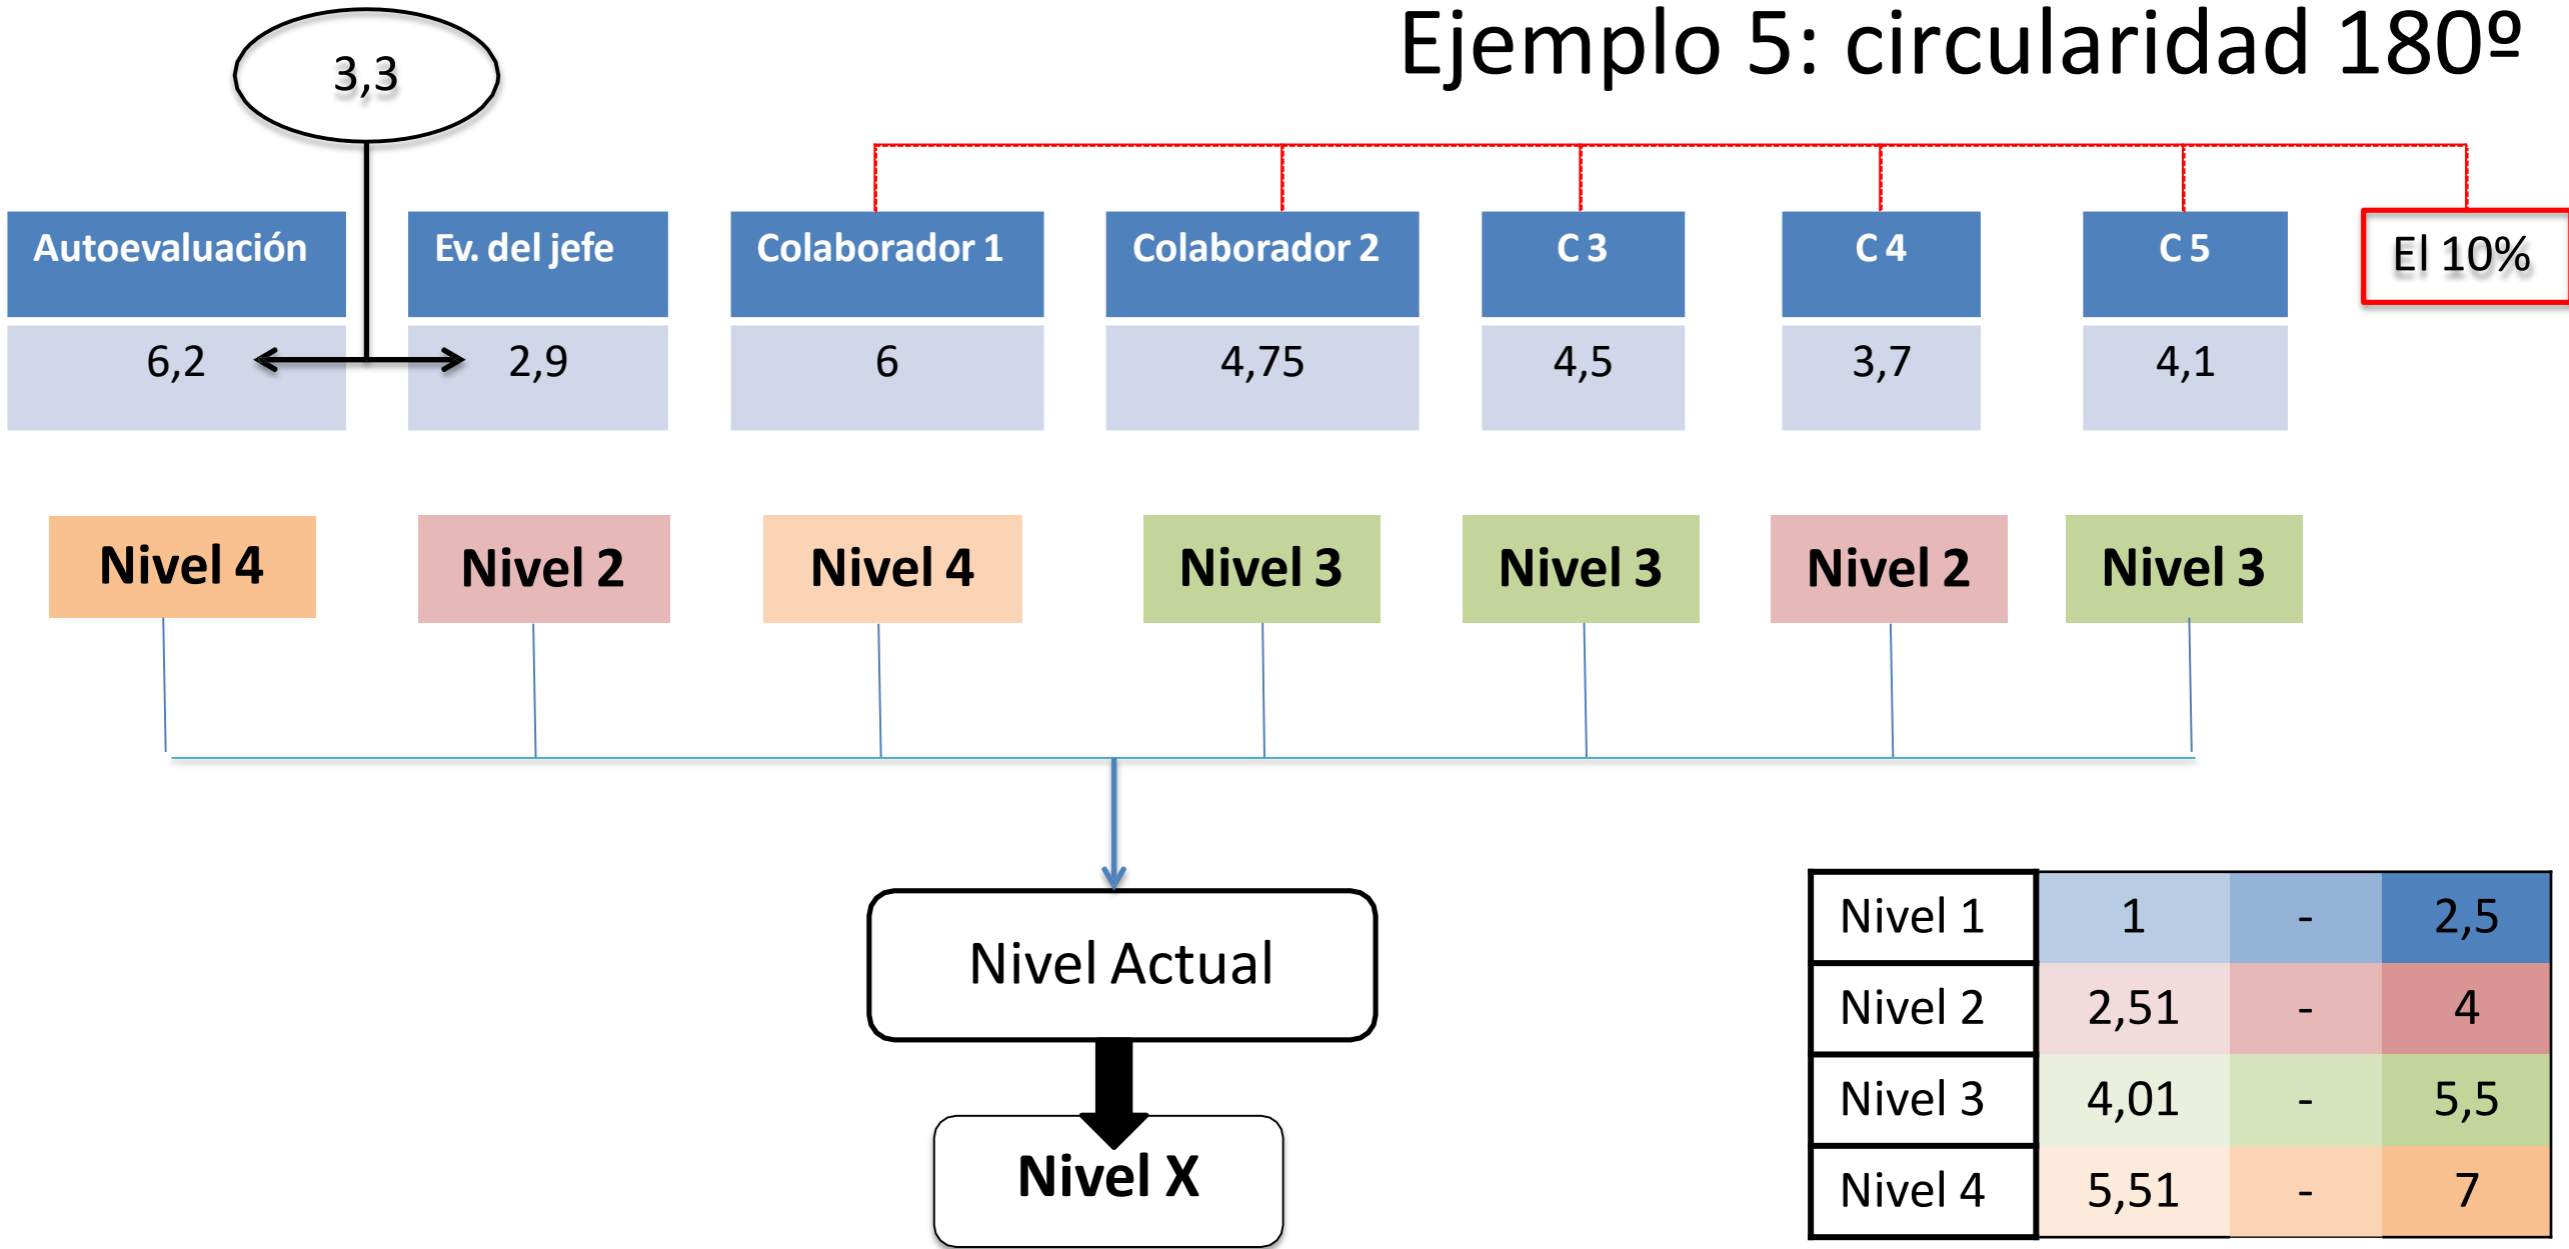 Ejemplo 5: circularidad 180º
3,3
Autoevaluación
Ev. del jefe
Colaborador 1
Colaborador 2
C 3
C 4
C 5
El 10%
6,2
2,9
6
4,75
4,5
3,7
4,1
Nivel 4
Nivel 2
Nivel 4
Nivel 3
Nivel 3
Nivel 2
Nivel 3
Nivel Actual
Nivel X
Nivel 1 1 - 2,5
Nivel 2 2,51 - 4
Nivel 3 4,01 - 5,5
Nivel 4 5,51 - 7